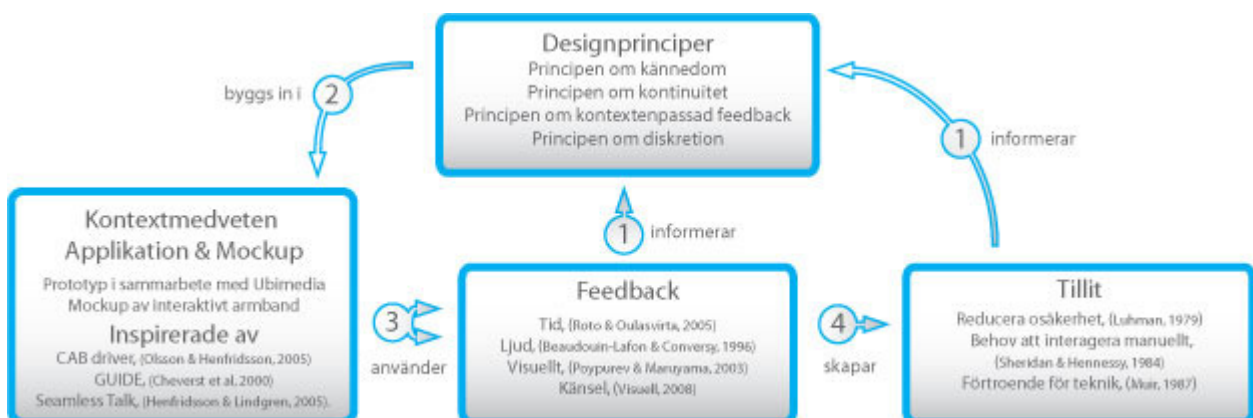 Designprinciper
Principen om kännedom
Principen om kontinuitet
Principen om kontextenpassad feedback
Principen om diskretion
byggs in i
2
1
informerar
Kontextmedveten
Applikation & Mockup
Prototyp i sammarbete med Ubimedia
Mockup av interaktivt armband
Inspirerade av
CAB driver, (Olsson & Henfridsson, 2005)
GUIDE, (Cheverst et al. 2000)
Seamless Talk, (Henfridsson & Lindgren, 2005).
3
använder
1
informerar
Feedback
Tid, (Roto & Oulasvirta, 2005)
Ljud, (Beaudouin-Lafon & Conversy, 1996)
Visuellt, (Poypurev & Maruyama, 2003)
Känsel, (Visuell, 2008)
4
skapar
Tillit
Reducera osäkerhet, (Luhman, 1979)
Behov att interagera manuellt,
(Sheridan & Hennessy, 1984)
Förtroende för teknik, (Muir, 1987)